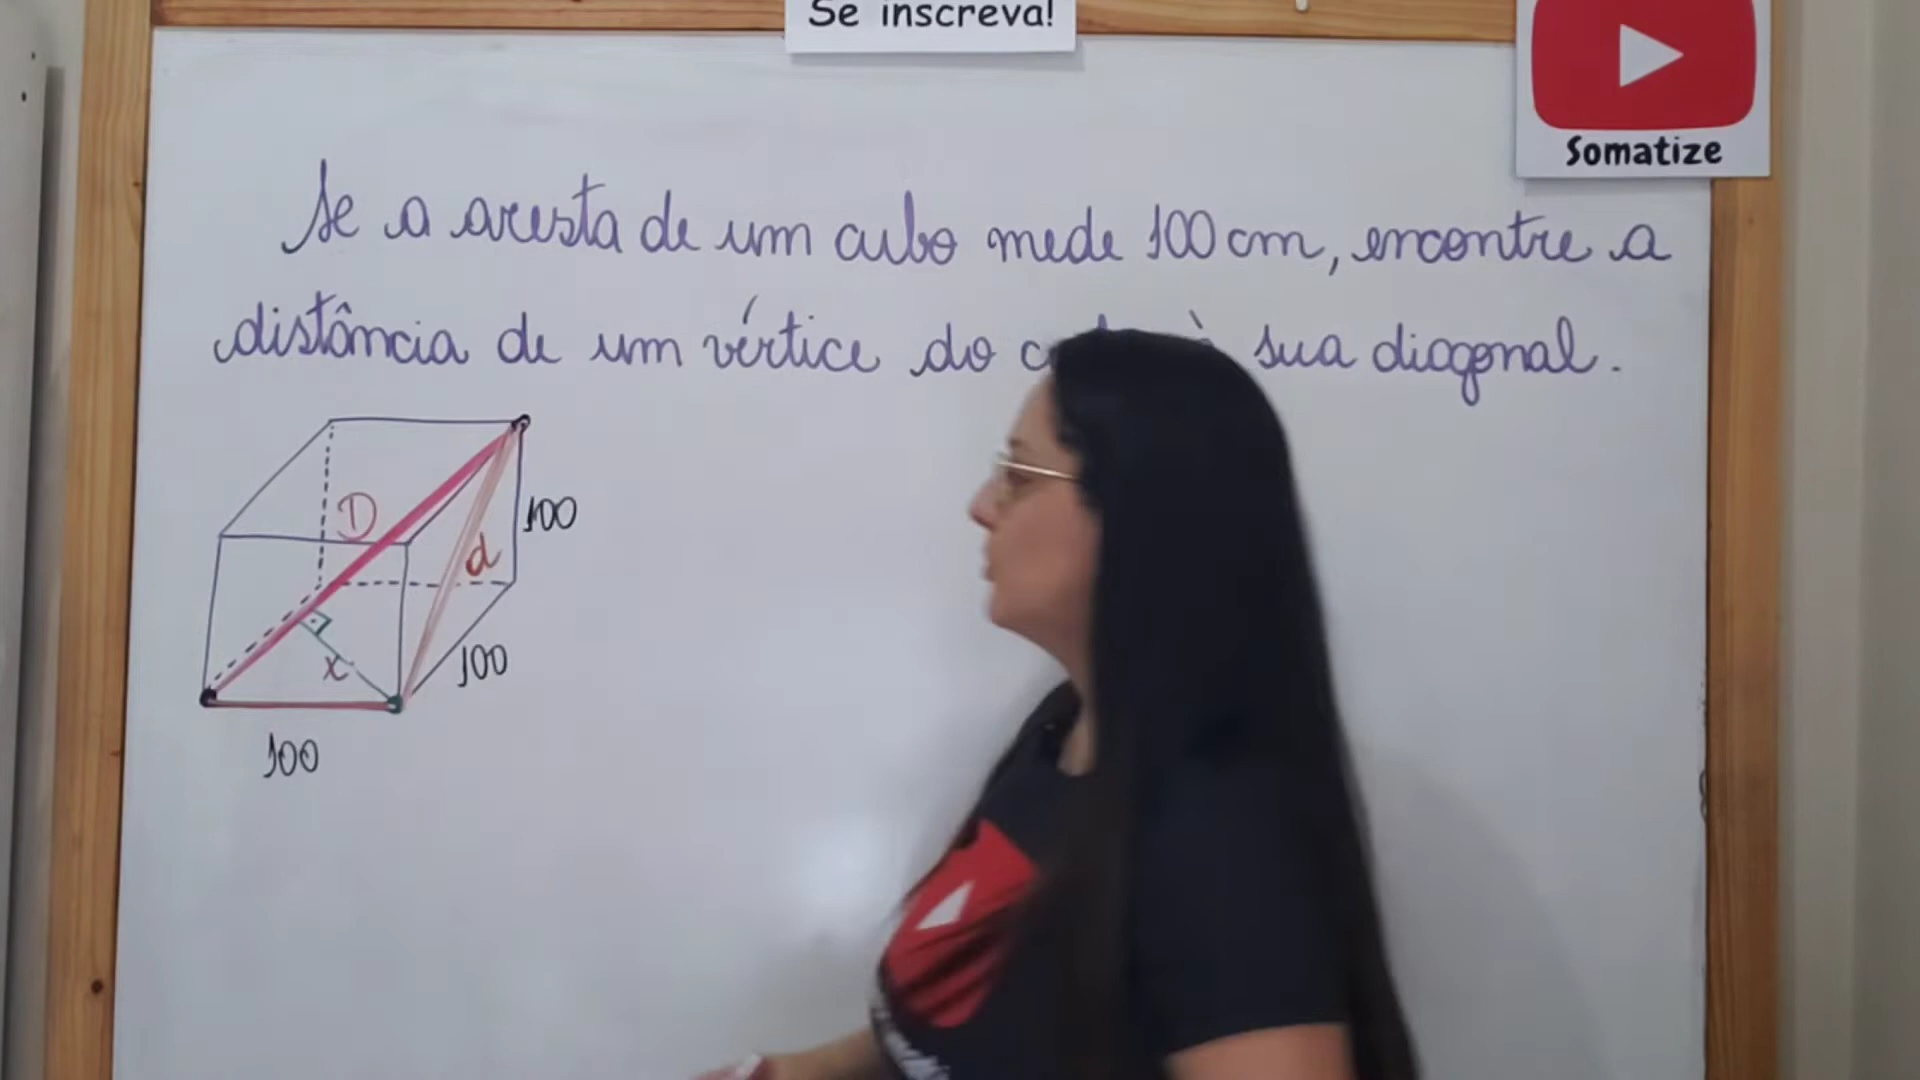 Se inscreva!
Somatize
Se a aresta de um cubo mede 100 cm, encontre a
distância de um vértice do à sua diagonal.
D
100
d
x
100
100